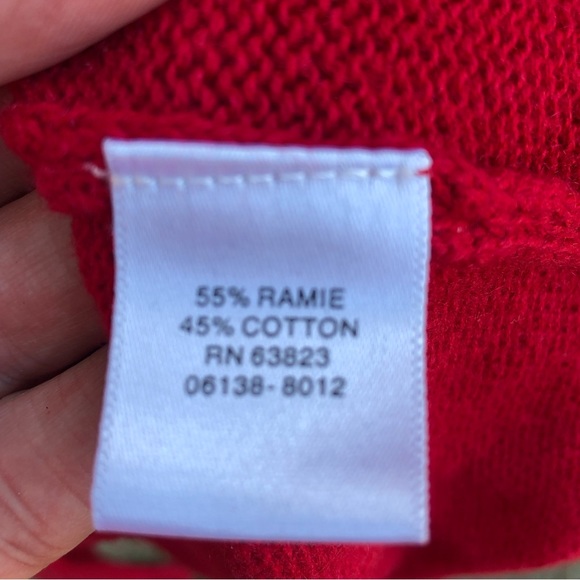 55% RAMIE
45% COTTON
RN 63823
06138-8012